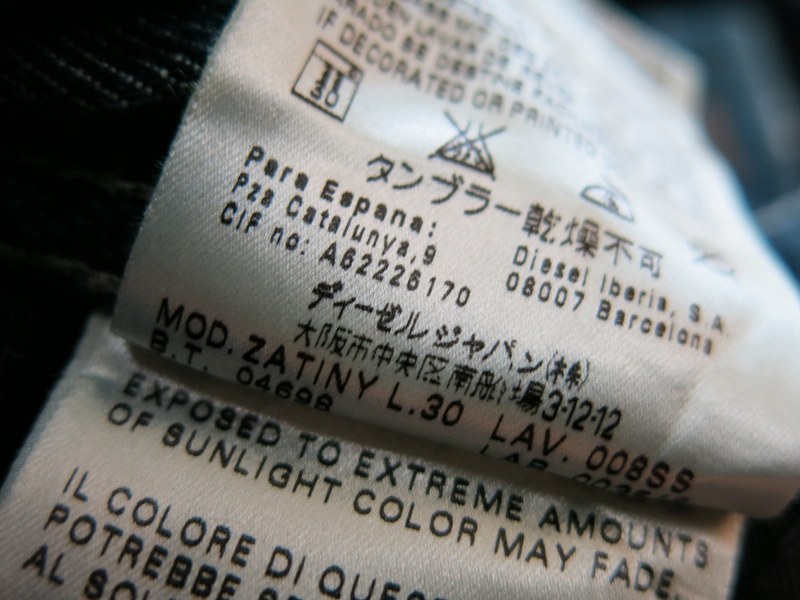 IF DECORATED OR PRINTED
タンブラー乾燥不可
Para Espana:
Pza Catalunya,9
CIF no: A62226170
Diesel Iberia, S.A.
08007 Barcelona
ディーゼルジャパン(株)
大阪市中央区南船場3-12-12
MOD. ZATINY L.30 LAV. 008SS
B.T. 04698
EXPOSED TO EXTREME AMOUNTS
OF SUNLIGHT COLOR MAY FADE.
IL COLORE DI
POTREBBE
AL